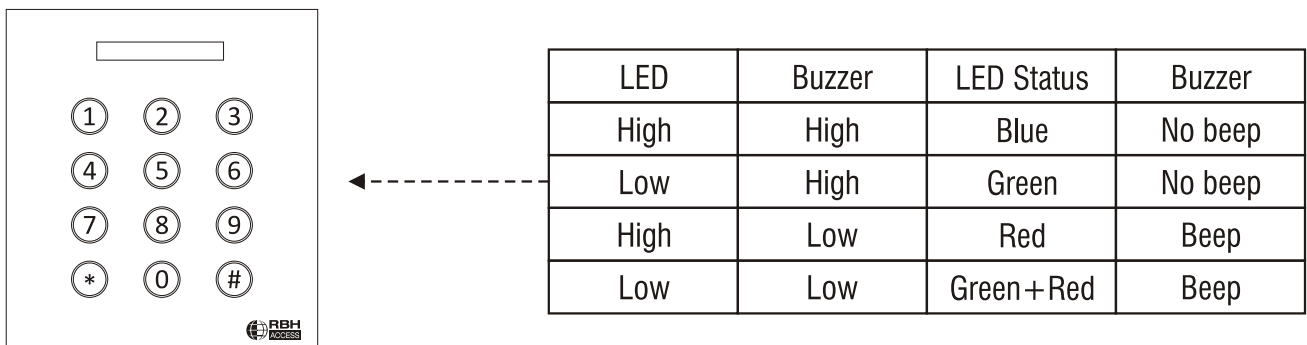 1 2 3
4 5 6
7 8 9
* 0 #
RBH
ACCESS
LED Buzzer LED Status Buzzer
High High Blue No beep
Low High Green No beep
High Low Red Beep
Low Low Green+Red Beep